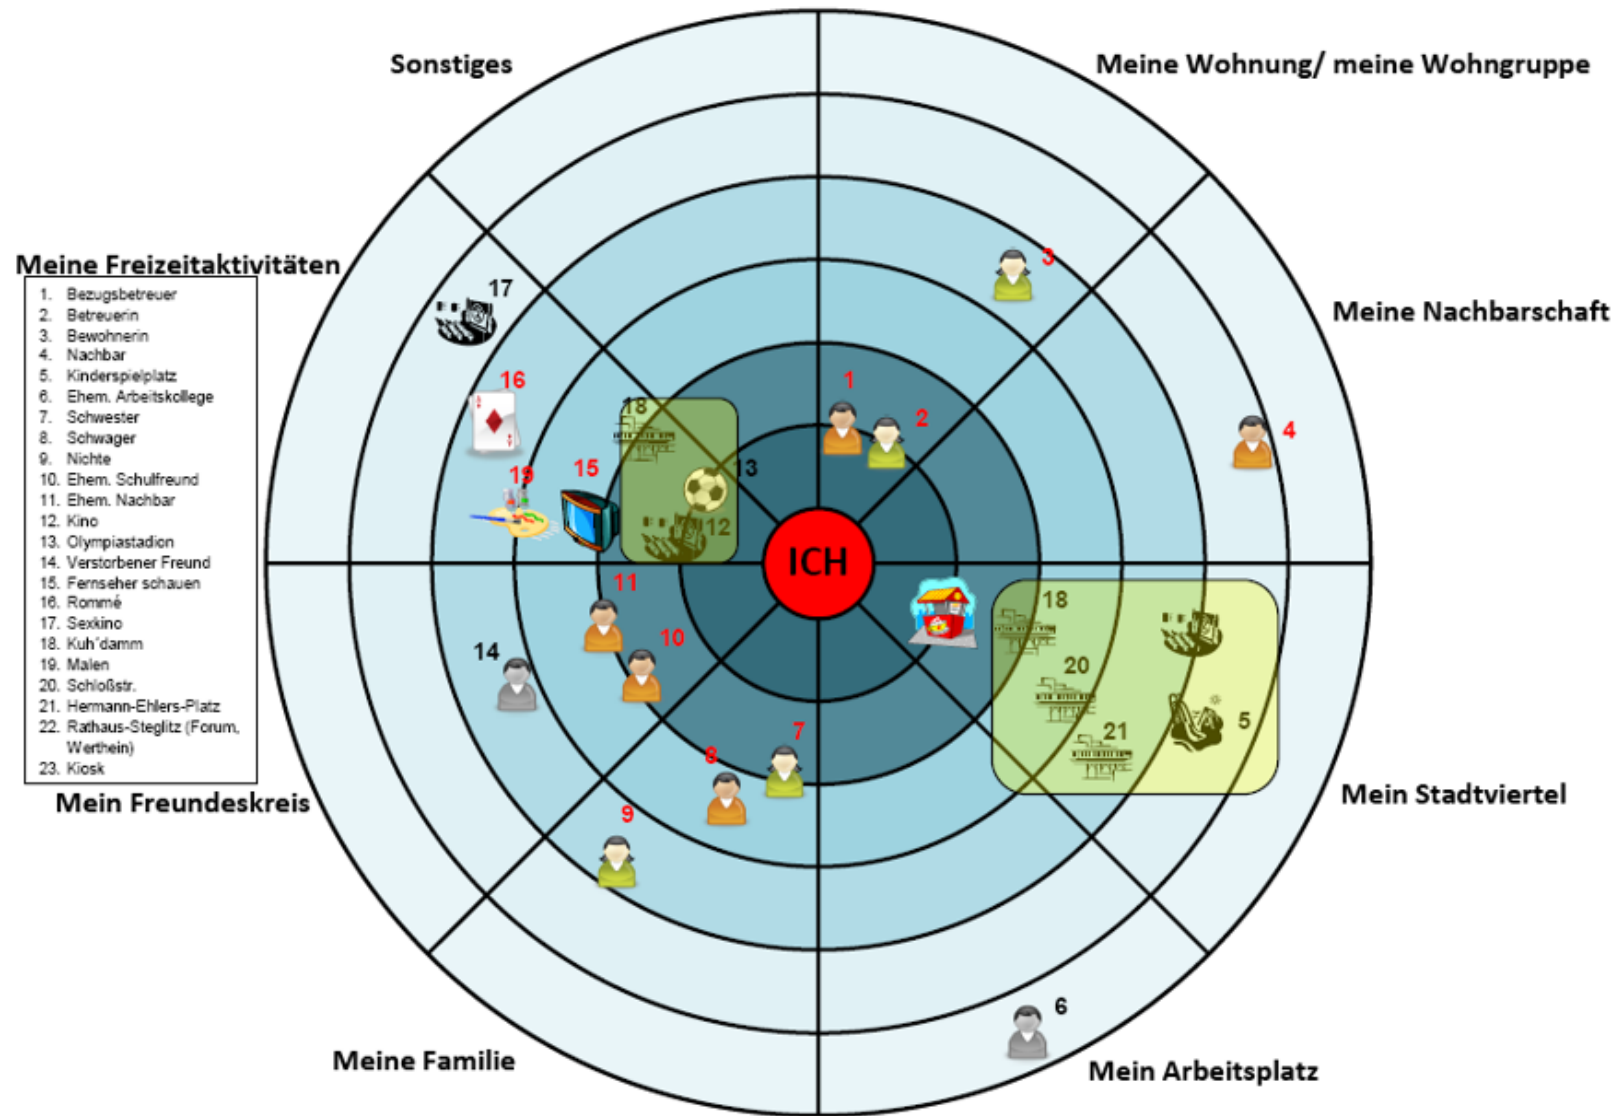 Sonstiges
Meine Wohnung/ meine Wohngruppe
Meine Freizeitaktivitäten
Meine Nachbarschaft
1. Bezugsbetreuer
2. Betreuerin
3. Bewohnerin
4. Nachbar
5. Kinderspielplatz
6. Ehem. Arbeitskollege
7. Schwester
8. Schwager
9. Nichte
10. Ehem. Schulfreund
11. Ehem. Nachbar
12. Kino
13. Olympiastadion
14. Verstorbener Freund
15. Fernseher schauen
16. Rommé
17. Sexkino
18. Kuh´damm
19. Malen
20. Schloßstr.
21. Hermann-Ehlers-Platz
22. Rathaus-Steglitz (Forum,
Werthein)
23. Kiosk
3
17
16
1
2
4
18
13
19
15
12
ICH
11
18
10
14
20
5
21
7
8
9
6
Mein Freundeskreis
Mein Stadtviertel
Meine Familie
Mein Arbeitsplatz